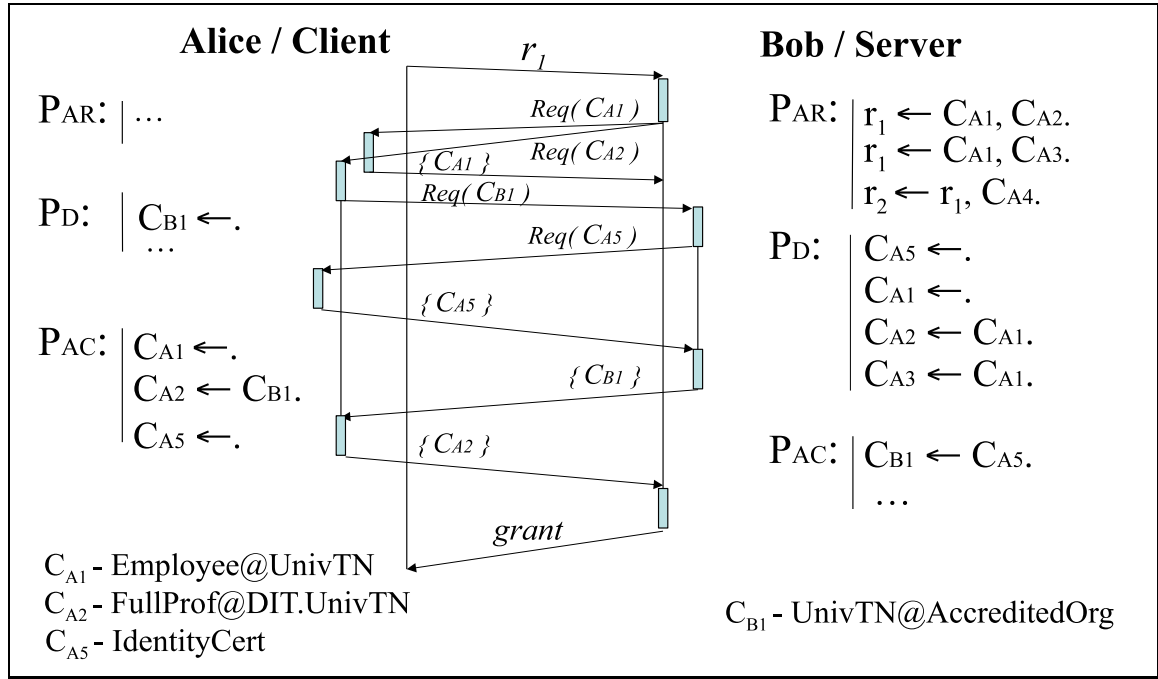 Alice / Client
Bob / Server
r1
PAR: ...
PD: CB1 ←.
...
PAC: CA1 ←.
CA2 ← CB1.
CA5 ←.
Req( CA1 )
Req( CA2 )
{ CA1 }
Req( CB1 )
Req( CA5 )
{ CA5 }
{ CB1 }
{ CA2 }
grant
PAR: r1 ← CA1, CA2.
r1 ← CA1, CA3.
r2 ← r1, CA4.
PD: CA5 ←.
CA1 ←.
CA2 ← CA1.
CA3 ← CA1.
PAC: CB1 ← CA5.
...
CA1 - Employee@UnivTN
CA2 - FullProf@DIT.UnivTN
CA5 - IdentityCert
CB1 - UnivTN@AccreditedOrg